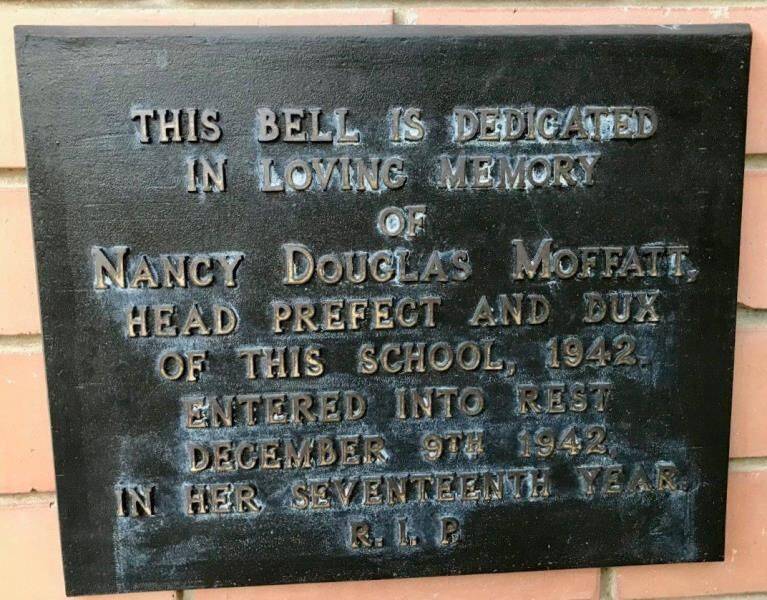 THIS BELL IS DEDICATED
IN LOVING MEMORY
OF
NANCY DOUGLAS MOFFATT,
HEAD PREFECT AND DUX
OF THIS SCHOOL, 1942.
ENTERED INTO REST
DECEMBER 9TH 1942,
IN HER SEVENTEENTH YEAR.
R. I. P